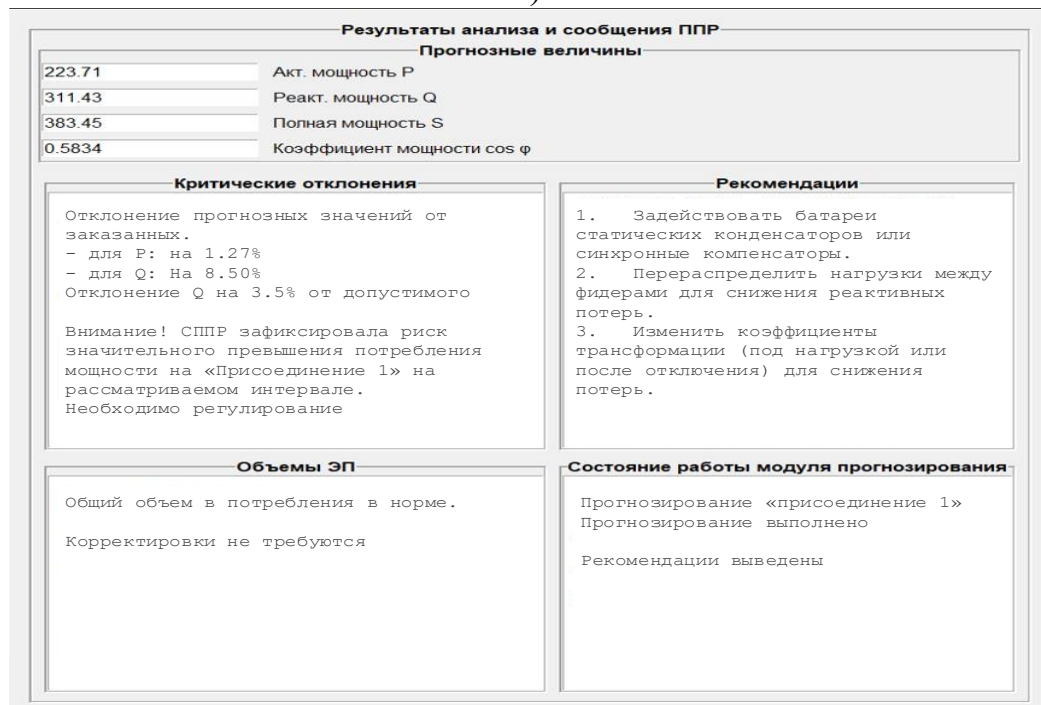 )
Результаты анализа и сообщения ППР
Прогнозные величины
223.71 Акт. мощность P
311.43 Реакт. мощность Q
383.45 Полная мощность S
0.5834 Коэффициент мощности cos φ
Критические отклонения
Отклонение прогнозных значений от
заказанных.
- для P: на 1.27%
- для Q: На 8.50%
Отклонение Q на 3.5% от допустимого
Внимание! СППР зафиксировала риск
значительного превышения потребления
мощности на «Присоединение 1» на
рассматриваемом интервале.
Необходимо регулирование
Рекомендации
1. Задействовать батареи
статических конденсаторов или
синхронные компенсаторы.
2. Перераспределить нагрузки между
фидерами для снижения реактивных
потерь.
3. Изменить коэффициенты
трансформации (под нагрузкой или
после отключения) для снижения
потерь.
Объемы ЭП
Общий объем в потребления в норме.
Корректировки не требуются
Состояние работы модуля прогнозирования
Прогнозирование «присоединение 1»
Прогнозирование выполнено
Рекомендации выведены